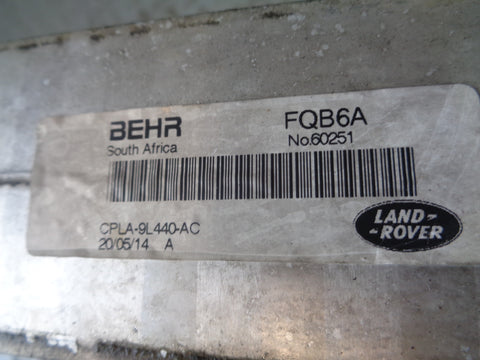 BEHR FQB6A
South Africa No.60251
CPLA-9L440-AC
20/05/14 A
LAND-
-ROVER